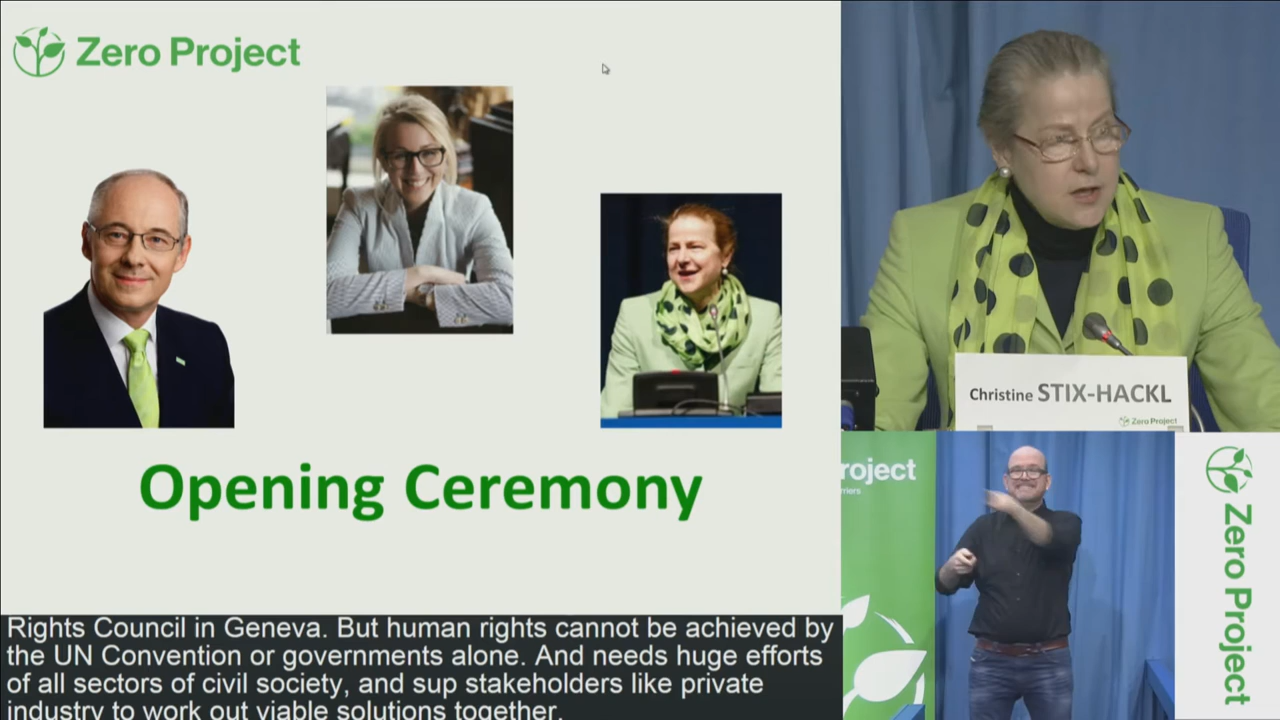 Zero Project
Opening Ceremony
Rights Council in Geneva. But human rights cannot be achieved by
the UN Convention or governments alone. And needs huge efforts
of all sectors of civil society, and sup stakeholders like private
industry to work out viable solutions together.
Christine STIX-HACKL
Zero Project
roject
rriers
Zero Project